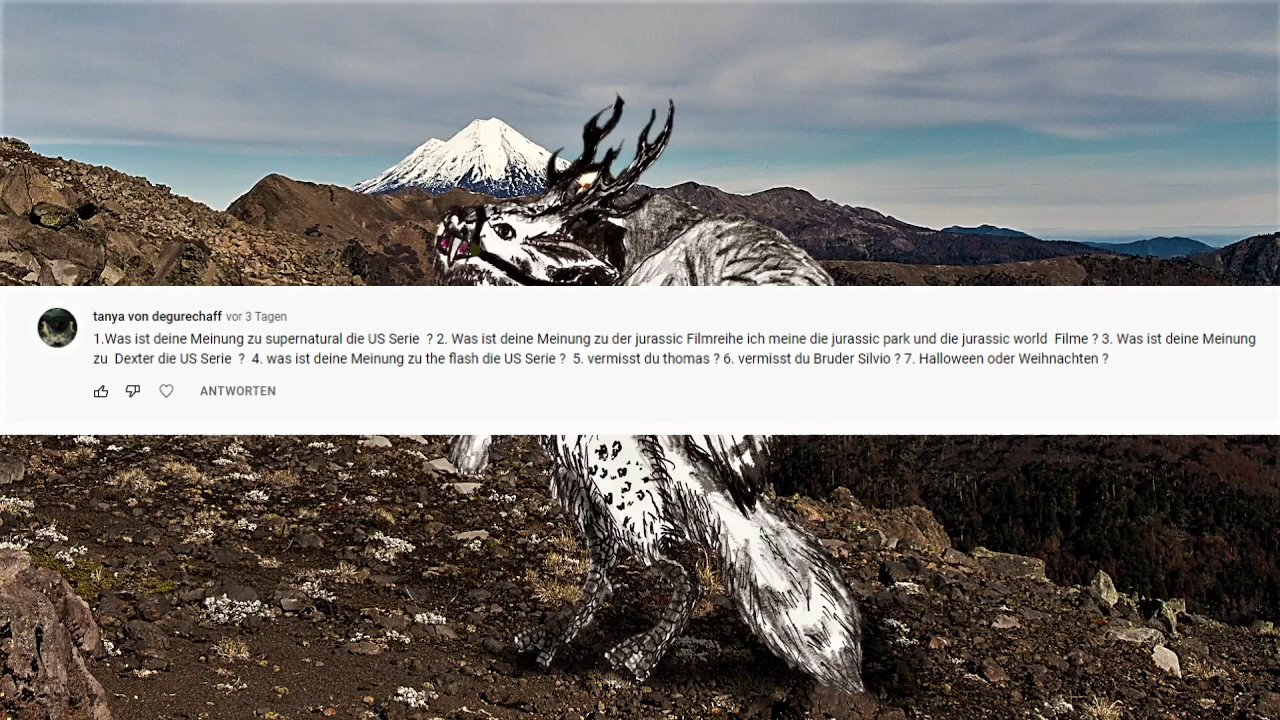 tanya von degurechaff vor 3 Tagen
1.Was ist deine Meinung zu supernatural die US Serie  ? 2. Was ist deine Meinung zu der jurassic Filmreihe ich meine die jurassic park und die jurassic world  Filme ? 3. Was ist deine Meinung
zu  Dexter die US Serie  ?  4. was ist deine Meinung zu the flash die US Serie ?  5. vermisst du thomas ? 6. vermisst du Bruder Silvio ? 7. Halloween oder Weihnachten ?
ANTWORTEN